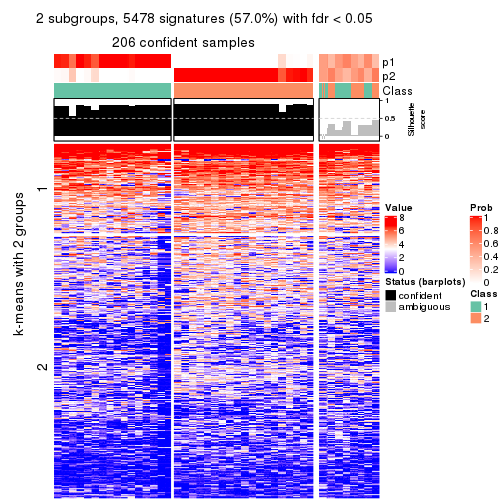 2 subgroups, 5478 signatures (57.0%) with fdr < 0.05
206 confident samples
p1
p2
Class
1
0.5
0
Silhouette
score
k-means with 2 groups
1
2
Value
8
6
4
2
0
Status (barplots)
confident
ambiguous
Prob
1
0.8
0.6
0.4
0.2
0
Class
1
2